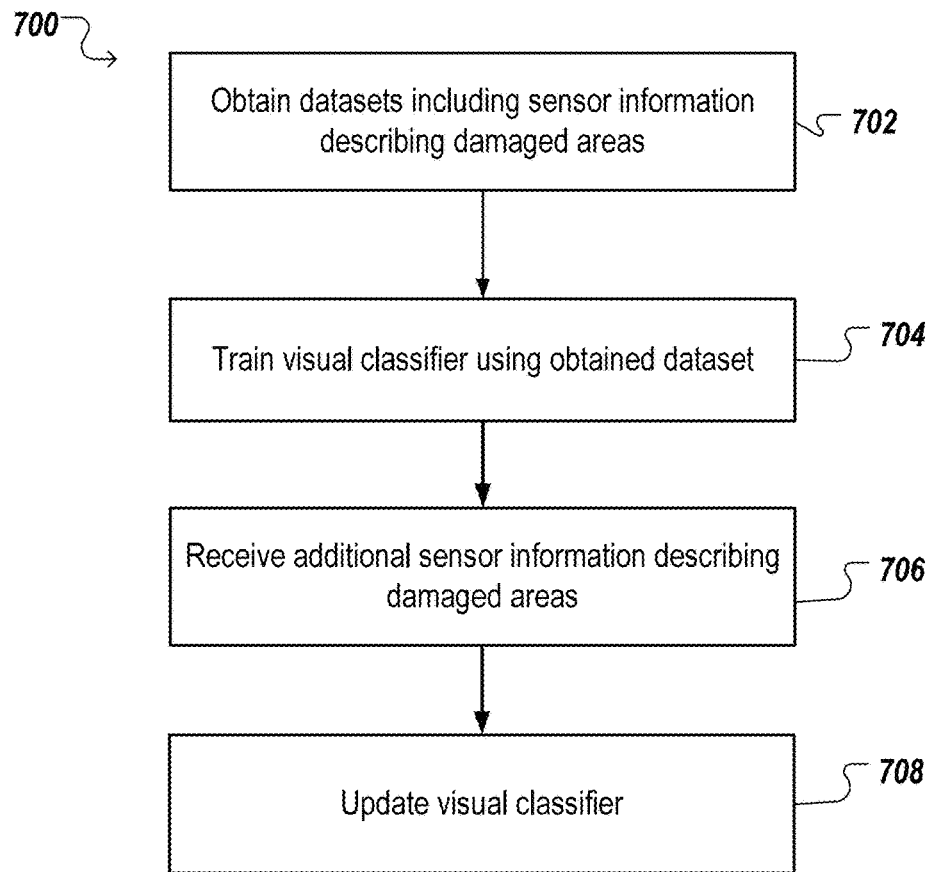 700
Obtain datasets including sensor information
describing damaged areas
702
Train visual classifier using obtained dataset
704
Receive additional sensor information describing
damaged areas
706
Update visual classifier
708